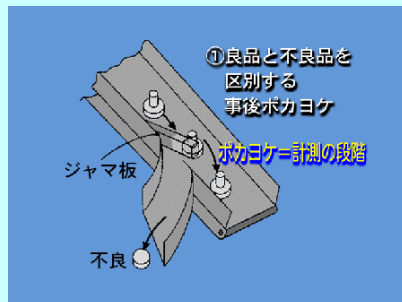 ①良品と不良品を
区別する
事後ポカヨケ
ポカヨケ=計測の段階
ジャマ板
不良